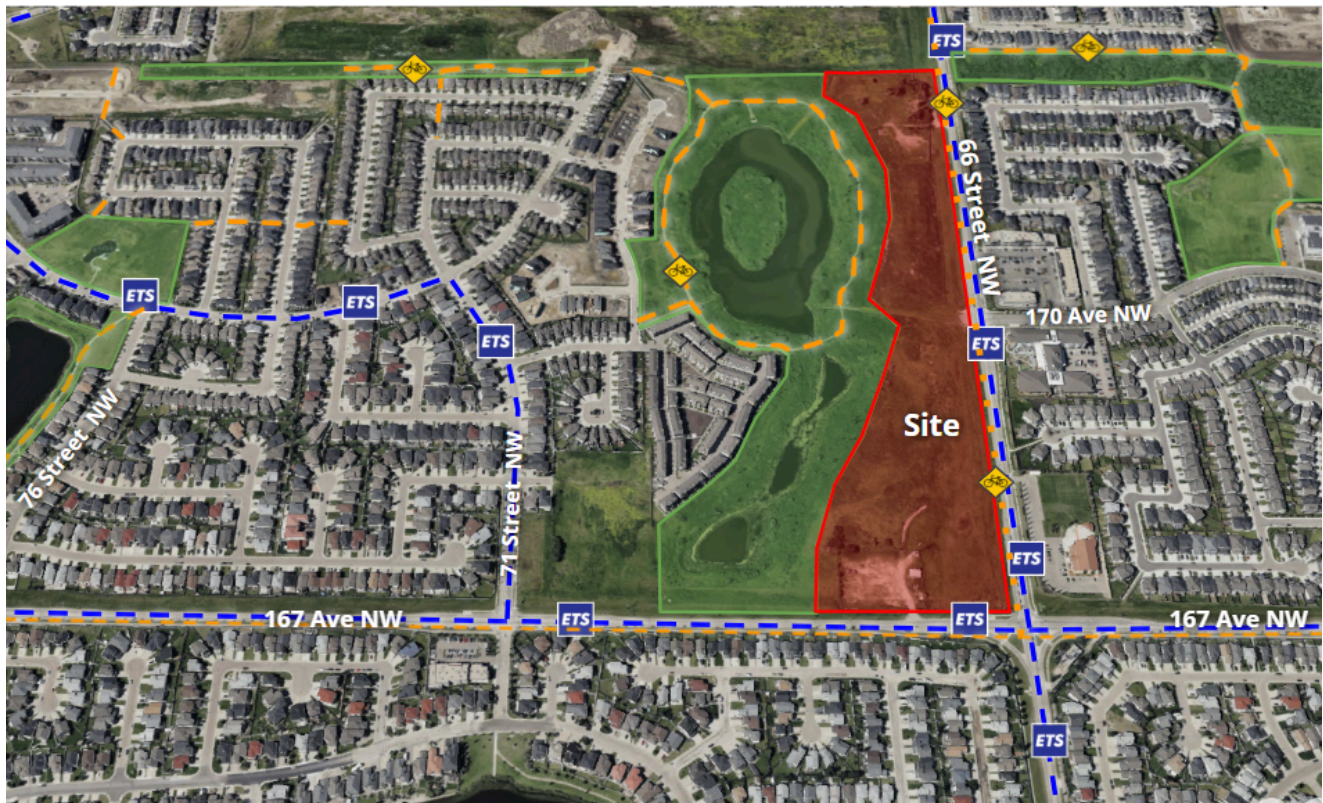 ETS
66 Street NW
ETS
ETS
170 Ave NW
ETS
ETS
76 Street NW
Site
71 Street NW
ETS
167 Ave NW
ETS
ETS
167 Ave NW
ETS